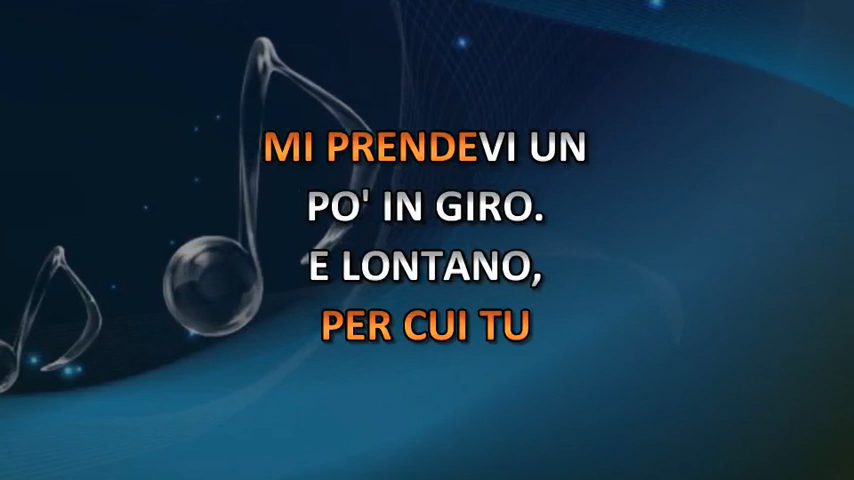 MI PRENDEVI UN
PO' IN GIRO.
E LONTANO,
PER CUI TU